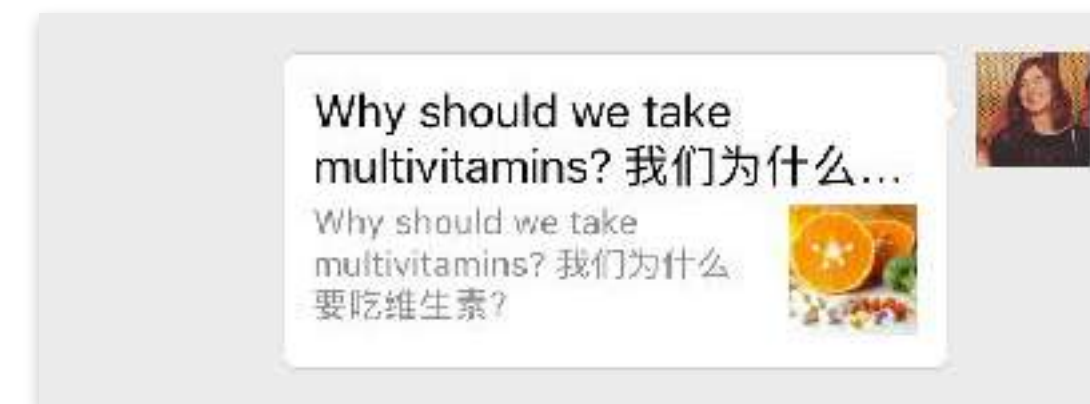 Why should we take
multivitamins? 我们为什么...
Why should we take
multivitamins? 我们为什么
要吃维生素?